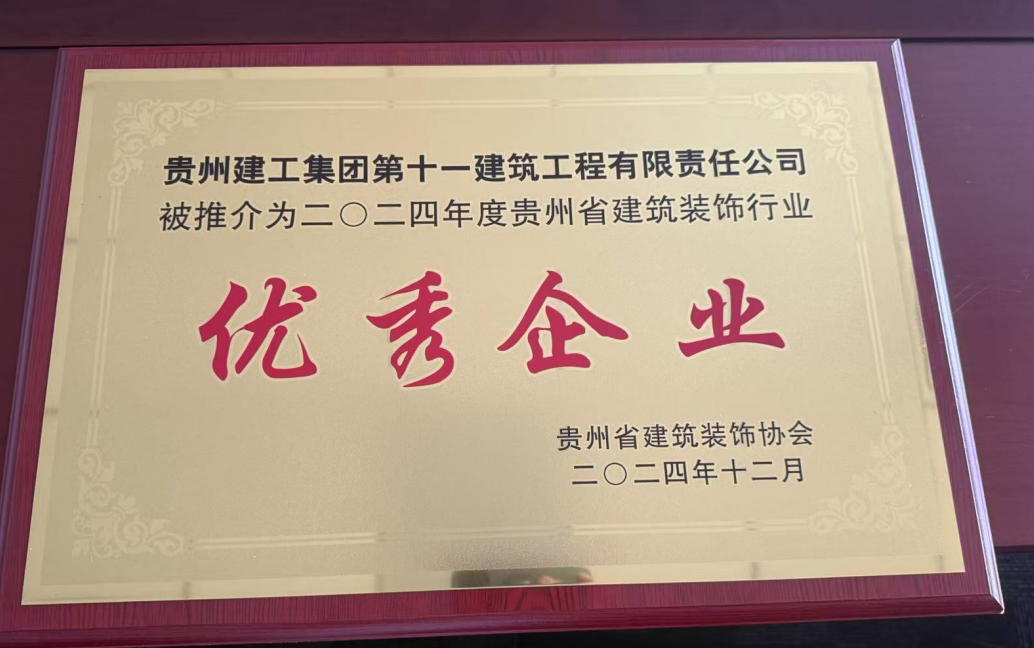 贵州建工集团第十一建筑工程有限责任公司
被推介为二〇二四年度贵州省建筑装饰行业
优秀企业
贵州省建筑装饰协会
二〇二四年十二月